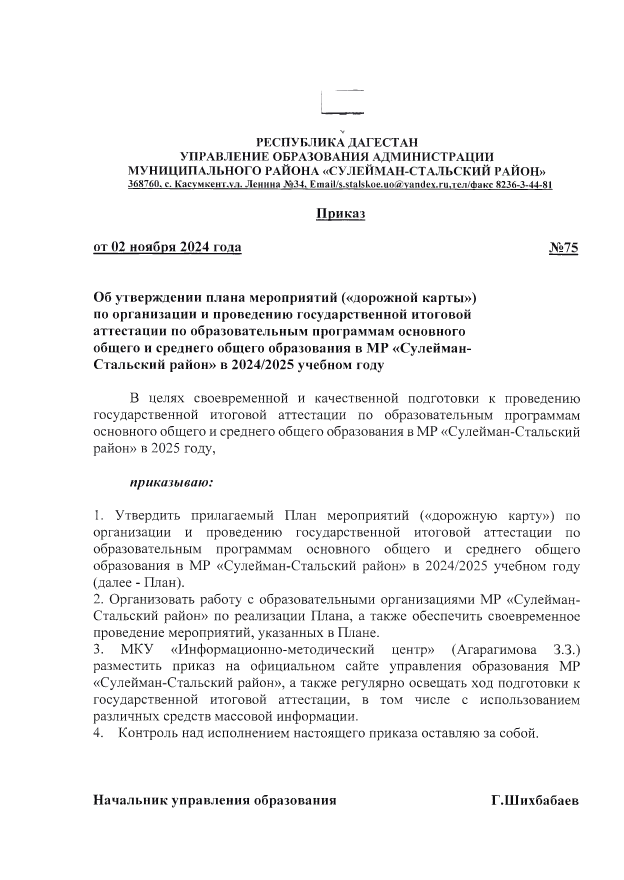 РЕСПУБЛИКА ДАГЕСТАН
УПРАВЛЕНИЕ ОБРАЗОВАНИЯ АДМИНИСТРАЦИИ
МУНИЦИПАЛЬНОГО РАЙОНА «СУЛЕЙМАН-СТАЛЬСКИЙ РАЙОН»
368760, с. Касумкент,ул. Ленина №34, Email/s.stalskoe.uo@yandex.ru,тел/факс 8236-3-44-81
Приказ
от 02 ноября 2024 года №75
Об утверждении плана мероприятий («дорожной карты»)
по организации и проведению государственной итоговой
аттестации по образовательным программам основного
общего и среднего общего образования в МР «Сулейман-
Стальский район» в 2024/2025 учебном году
В целях своевременной и качественной подготовки к проведению
государственной итоговой аттестации по образовательным программам
основного общего и среднего общего образования в МР «Сулейман-Стальский
район» в 2025 году,
приказываю:
1. Утвердить прилагаемый План мероприятий («дорожную карту») по
организации и проведению государственной итоговой аттестации по
образовательным программам основного общего и среднего общего
образования в МР «Сулейман-Стальский район» в 2024/2025 учебном году
(далее - План).
2. Организовать работу с образовательными организациями МР «Сулейман-
Стальский район» по реализации Плана, а также обеспечить своевременное
проведение мероприятий, указанных в Плане.
3. МКУ «Информационно-методический центр» (Агарагимова З.З.)
разместить приказ на официальном сайте управления образования МР
«Сулейман-Стальский район», а также регулярно освещать ход подготовки к
государственной итоговой аттестации, в том числе с использованием
различных средств массовой информации.
4. Контроль над исполнением настоящего приказа оставляю за собой.
Начальник управления образования Г.Шихбабаев